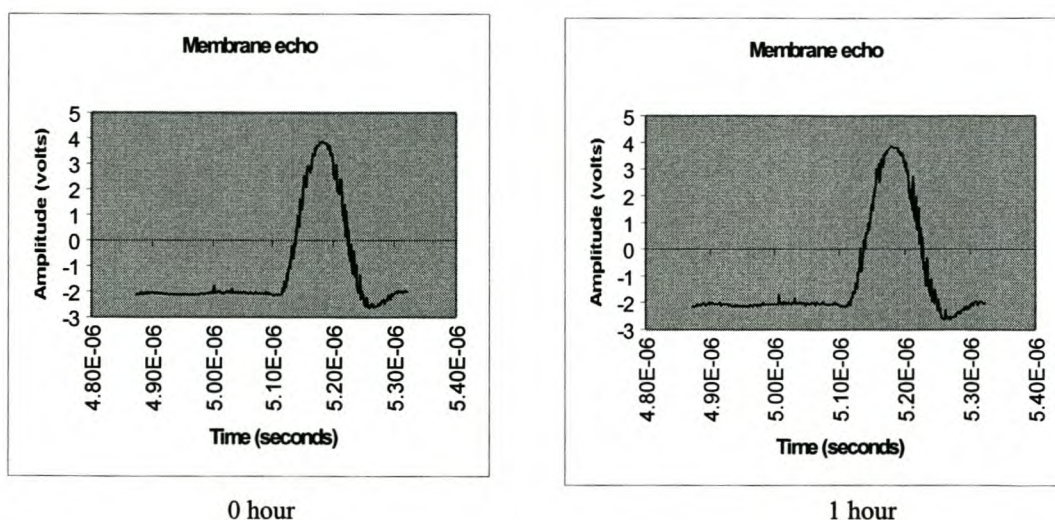 Membrane echo
Amplitude (volts)
5
4
3
2
1
0
-1
-2
-3
4.80E-06
4.90E-06
5.00E-06
5.10E-06
5.20E-06
5.30E-06
5.40E-06
Time (seconds)
0 hour
Membrane echo
Amplitude (volts)
5
4
3
2
1
0
-1
-2
-3
4.80E-06
4.90E-06
5.00E-06
5.10E-06
5.20E-06
5.30E-06
5.40E-06
Time (seconds)
1 hour